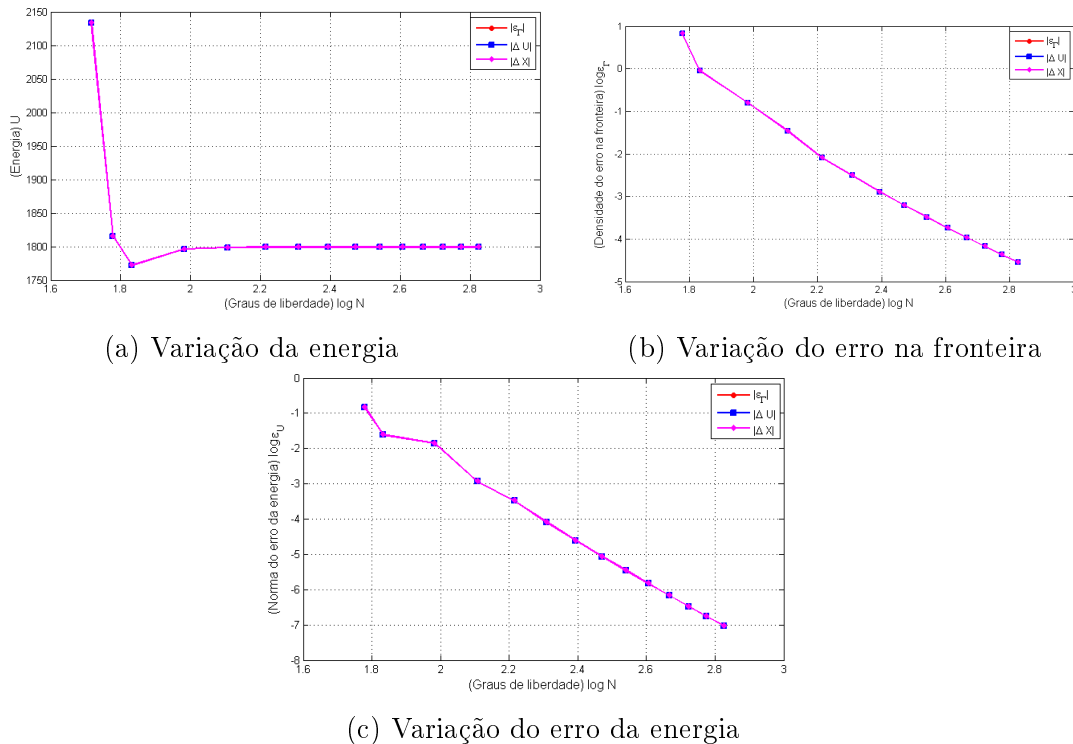 2150
2100
2050
2000
1950
1900
1850
1800
1750
(Energia) U
1.6 1.8 2 2.2 2.4 2.6 2.8 3
(Graus de liberdade) log N
|ε_Γ|
|Δ U|
|Δ X|
(a) Variação da energia
1
0
-1
-2
-3
-4
-5
(Densidade do erro na fronteira) logε_Γ
1.6 1.8 2 2.2 2.4 2.6 2.8 3
(Graus de liberdade) log N
|ε_Γ|
|Δ U|
|Δ X|
(b) Variação do erro na fronteira
0
-1
-2
-3
-4
-5
-6
-7
-8
(Norma do erro da energia) logε_U
1.6 1.8 2 2.2 2.4 2.6 2.8 3
(Graus de liberdade) log N
|ε_Γ|
|Δ U|
|Δ X|
(c) Variação do erro da energia